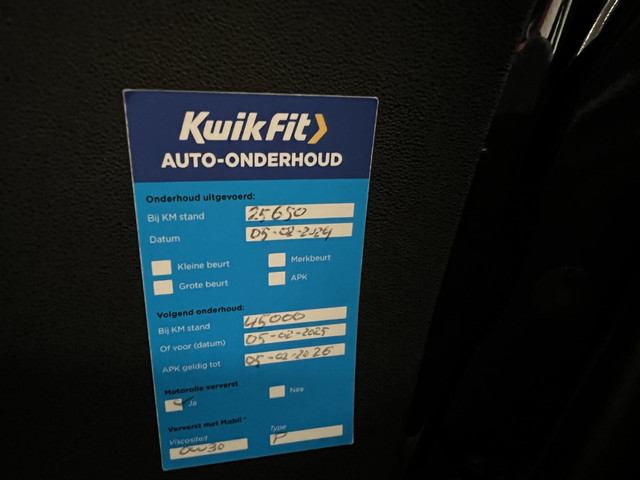 KwikFit
AUTO-ONDERHOUD
Onderhoud uitgevoerd:
Bij KM stand 25650
Datum 05-02-2024
Kleine beurt Merkbeurt
Grote beurt APK
Volgend onderhoud:
Bij KM stand 45000
Of voor (datum) 05-02-2025
APK geldig tot 05-02-2026
Motorolie ververst
Ja Nee
Ververst met Mobil*
Viscositeit Type
0W30 P